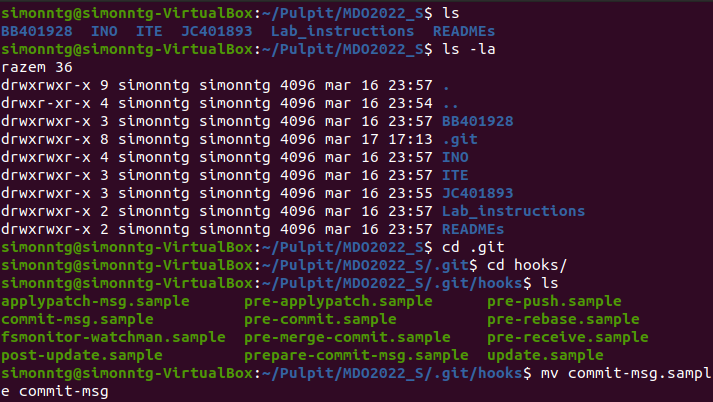 simonntg@simonntg-VirtualBox:~/Pulpit/MDO2022_S$ ls
BB401928  INO  ITE  JC401893  Lab_instructions  READMEs
simonntg@simonntg-VirtualBox:~/Pulpit/MDO2022_S$ ls -la
razem 36
drwxrwxr-x 9 simonntg simonntg 4096 mar 16 23:57 .
drwxr-xr-x 4 simonntg simonntg 4096 mar 16 23:54 ..
drwxrwxr-x 3 simonntg simonntg 4096 mar 16 23:57 BB401928
drwxrwxr-x 8 simonntg simonntg 4096 mar 17 17:13 .git
drwxrwxr-x 4 simonntg simonntg 4096 mar 16 23:57 INO
drwxrwxr-x 3 simonntg simonntg 4096 mar 16 23:57 ITE
drwxrwxr-x 3 simonntg simonntg 4096 mar 16 23:55 JC401893
drwxrwxr-x 2 simonntg simonntg 4096 mar 16 23:57 Lab_instructions
drwxrwxr-x 2 simonntg simonntg 4096 mar 16 23:57 READMEs
simonntg@simonntg-VirtualBox:~/Pulpit/MDO2022_S$ cd .git
simonntg@simonntg-VirtualBox:~/Pulpit/MDO2022_S/.git$ cd hooks/
simonntg@simonntg-VirtualBox:~/Pulpit/MDO2022_S/.git/hooks$ ls
applypatch-msg.sample      pre-applypatch.sample      pre-push.sample
commit-msg.sample          pre-commit.sample          pre-rebase.sample
fsmonitor-watchman.sample  pre-merge-commit.sample    pre-receive.sample
post-update.sample         prepare-commit-msg.sample  update.sample
simonntg@simonntg-VirtualBox:~/Pulpit/MDO2022_S/.git/hooks$ mv commit-msg.sampl
e commit-msg